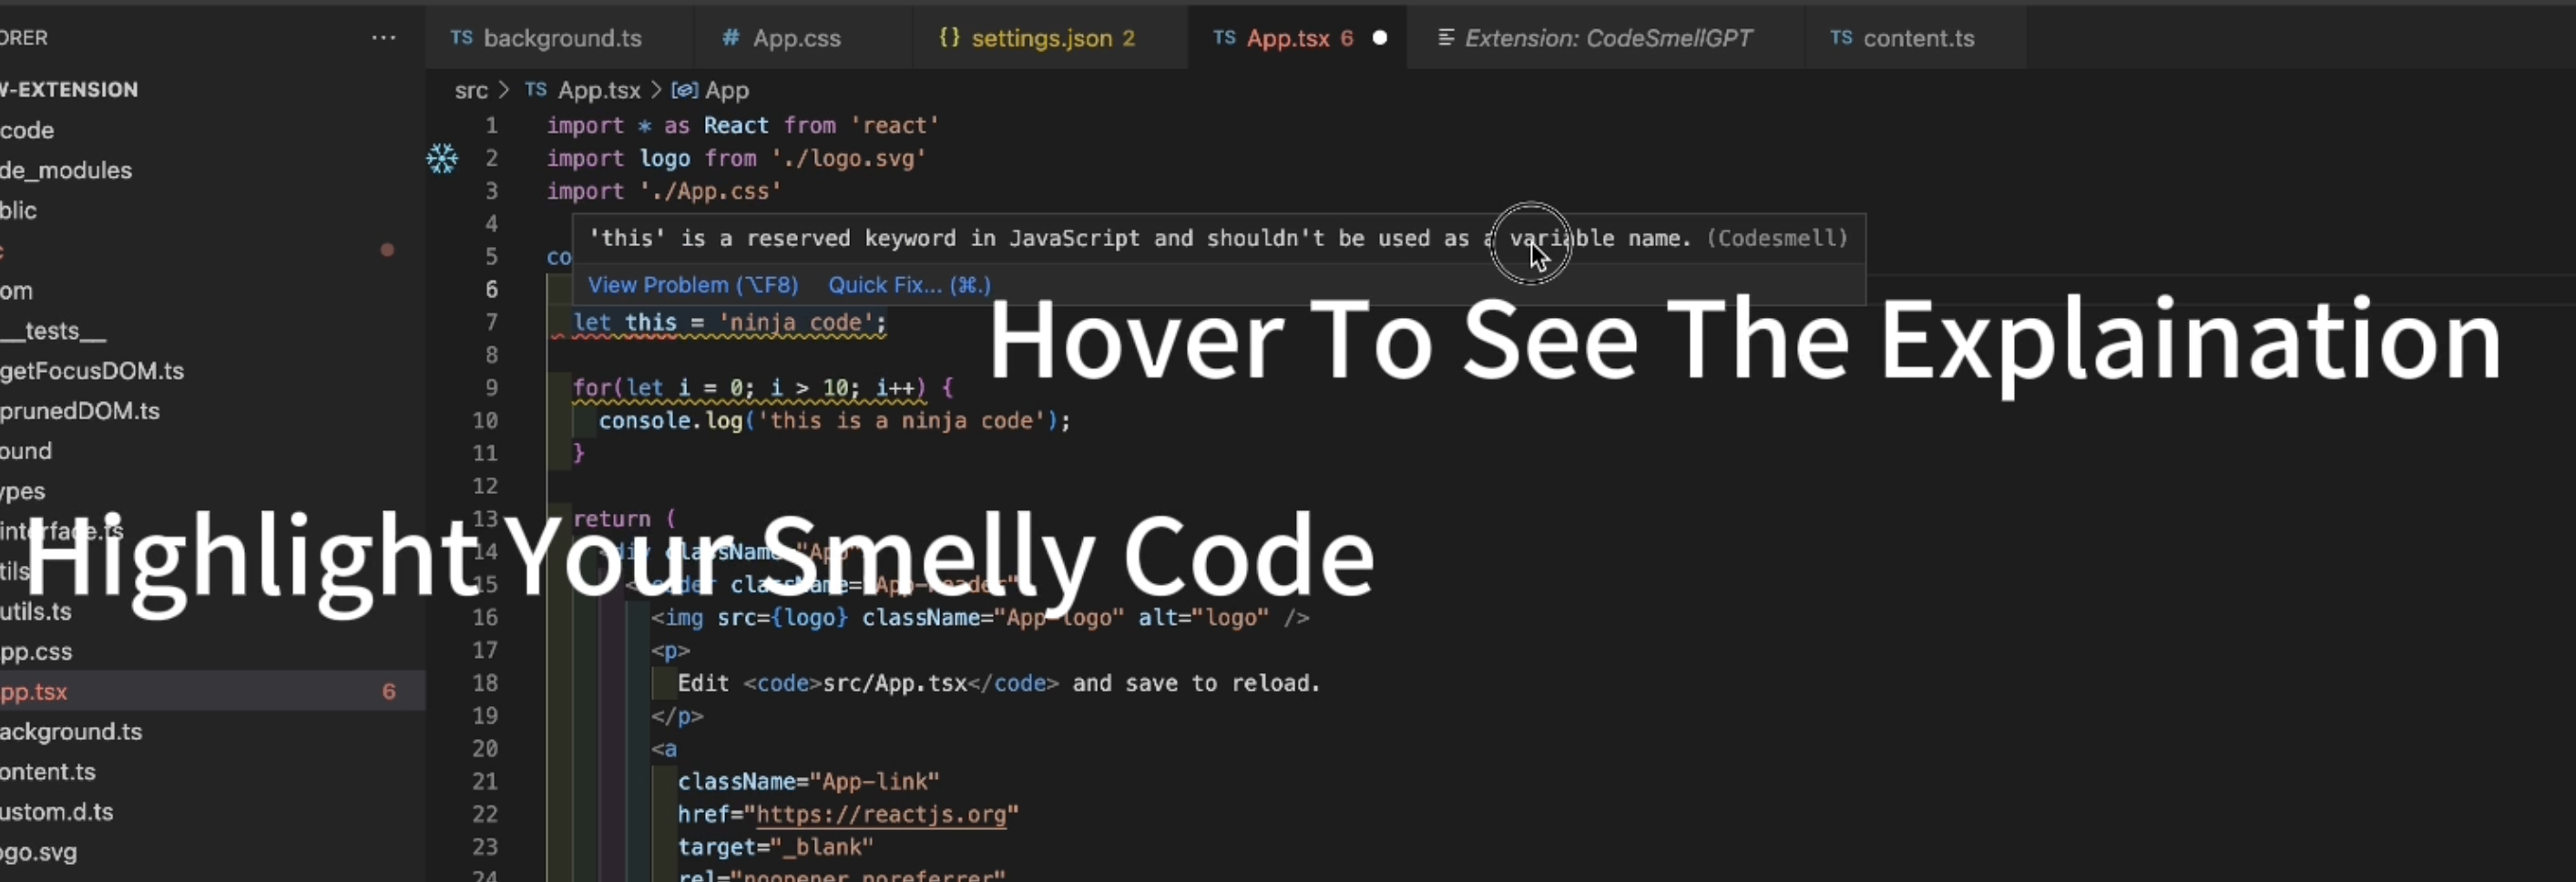 ORER ...
TS background.ts # App.css {} settings.json 2 TS App.tsx 6 Extension: CodeSmellGPT TS content.ts
W-EXTENSION
src > TS App.tsx > App
code
de_modules
blic
c
om
__tests__
getFocusDOM.ts
prunedDOM.ts
ound
ypes
interface.ts
tils
utils.ts
pp.css
pp.tsx 6
ackground.ts
ontent.ts
ustom.d.ts
ogo.svg
1 import * as React from 'react'
2 import logo from './logo.svg'
3 import './App.css'
4
'this' is a reserved keyword in JavaScript and shouldn't be used as a variable name. (Codesmell)
5 co
6
View Problem (⌥F8) Quick Fix... (⌘.)
Hover To See The Explaination
7 let this = 'ninja code';
8
9 for(let i = 0; i > 10; i++) {
10 console.log('this is a ninja code');
11 }
12
13 return (
Highlight Your Smelly Code
14 <div className="App"
15 className="App-header"
16 <img src={logo} className="App-logo" alt="logo" />
17 <p>
18 Edit <code>src/App.tsx</code> and save to reload.
19 </p>
20 <a
21 className="App-link"
22 href="https://reactjs.org"
23 target="_blank"
24 rel="noopener noreferrer"